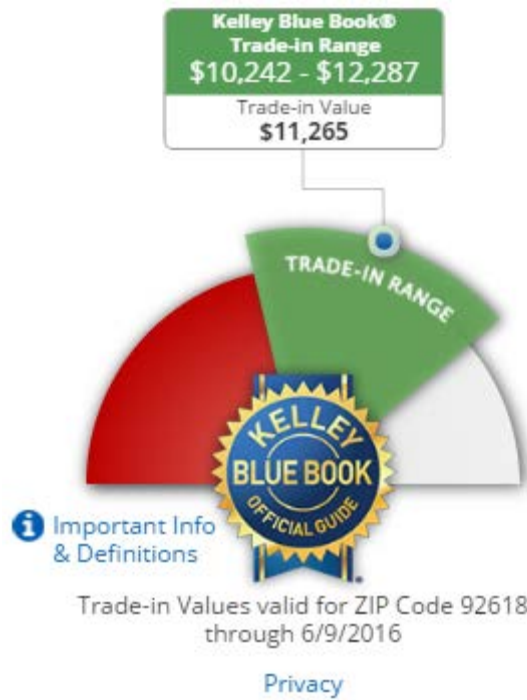 Kelley Blue Book®
Trade-in Range
$10,242 - $12,287
Trade-in Value
$11,265
TRADE-IN RANGE
KELLEY
BLUE BOOK
OFFICIAL GUIDE
Important Info
& Definitions
Trade-in Values valid for ZIP Code 92618
through 6/9/2016
Privacy